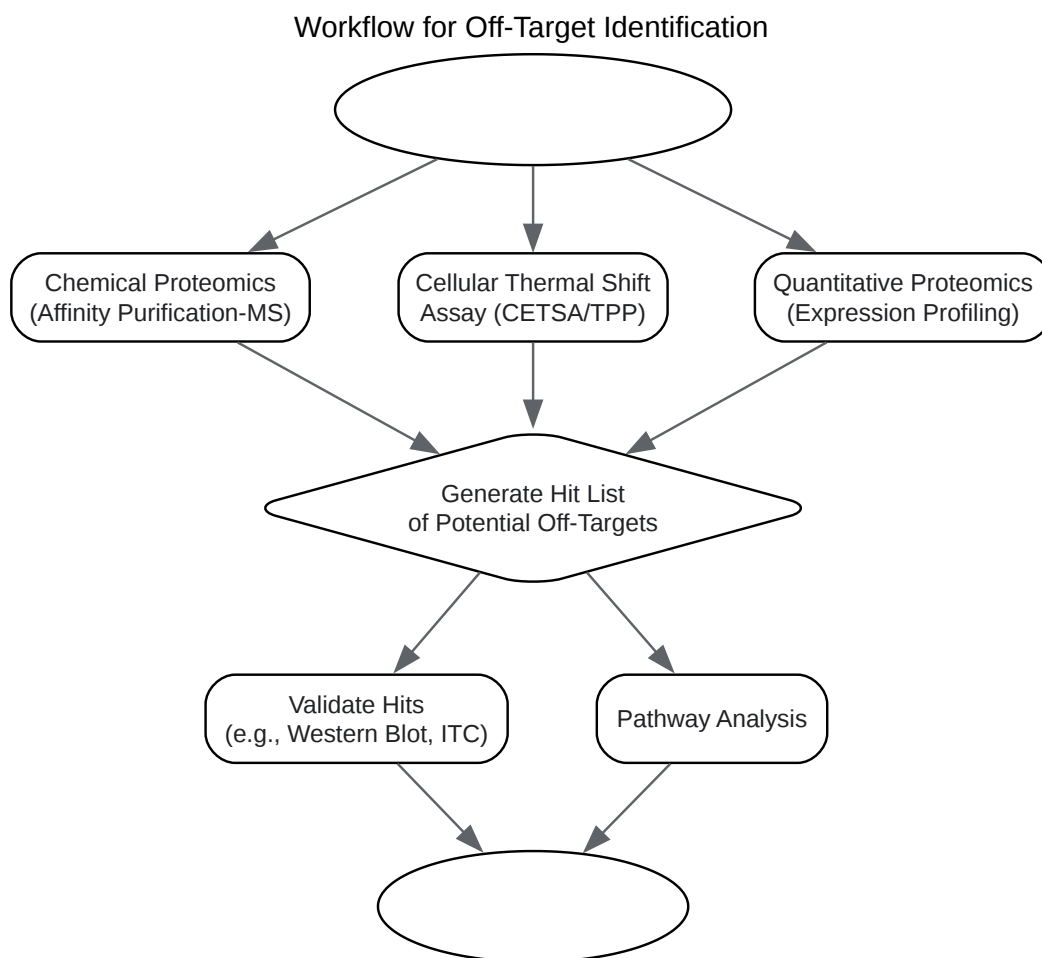 Workflow for Off-Target Identification
Chemical Proteomics
(Affinity Purification-MS)
Cellular Thermal Shift
Assay (CETSA/TPP)
Quantitative Proteomics
(Expression Profiling)
Generate Hit List
of Potential Off-Targets
Validate Hits
(e.g., Western Blot, ITC)
Pathway Analysis